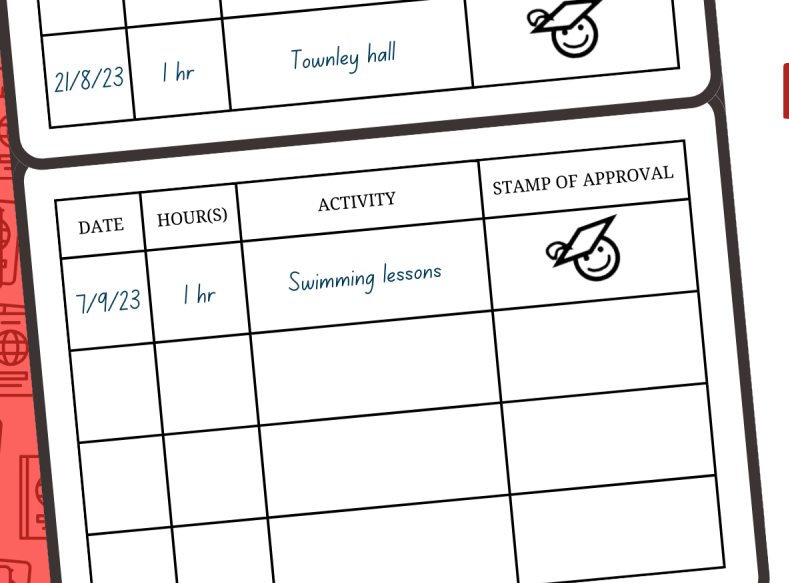 21/8/23 1 hr Townley hall
DATE HOUR(S) ACTIVITY STAMP OF APPROVAL
7/9/23 1 hr Swimming lessons